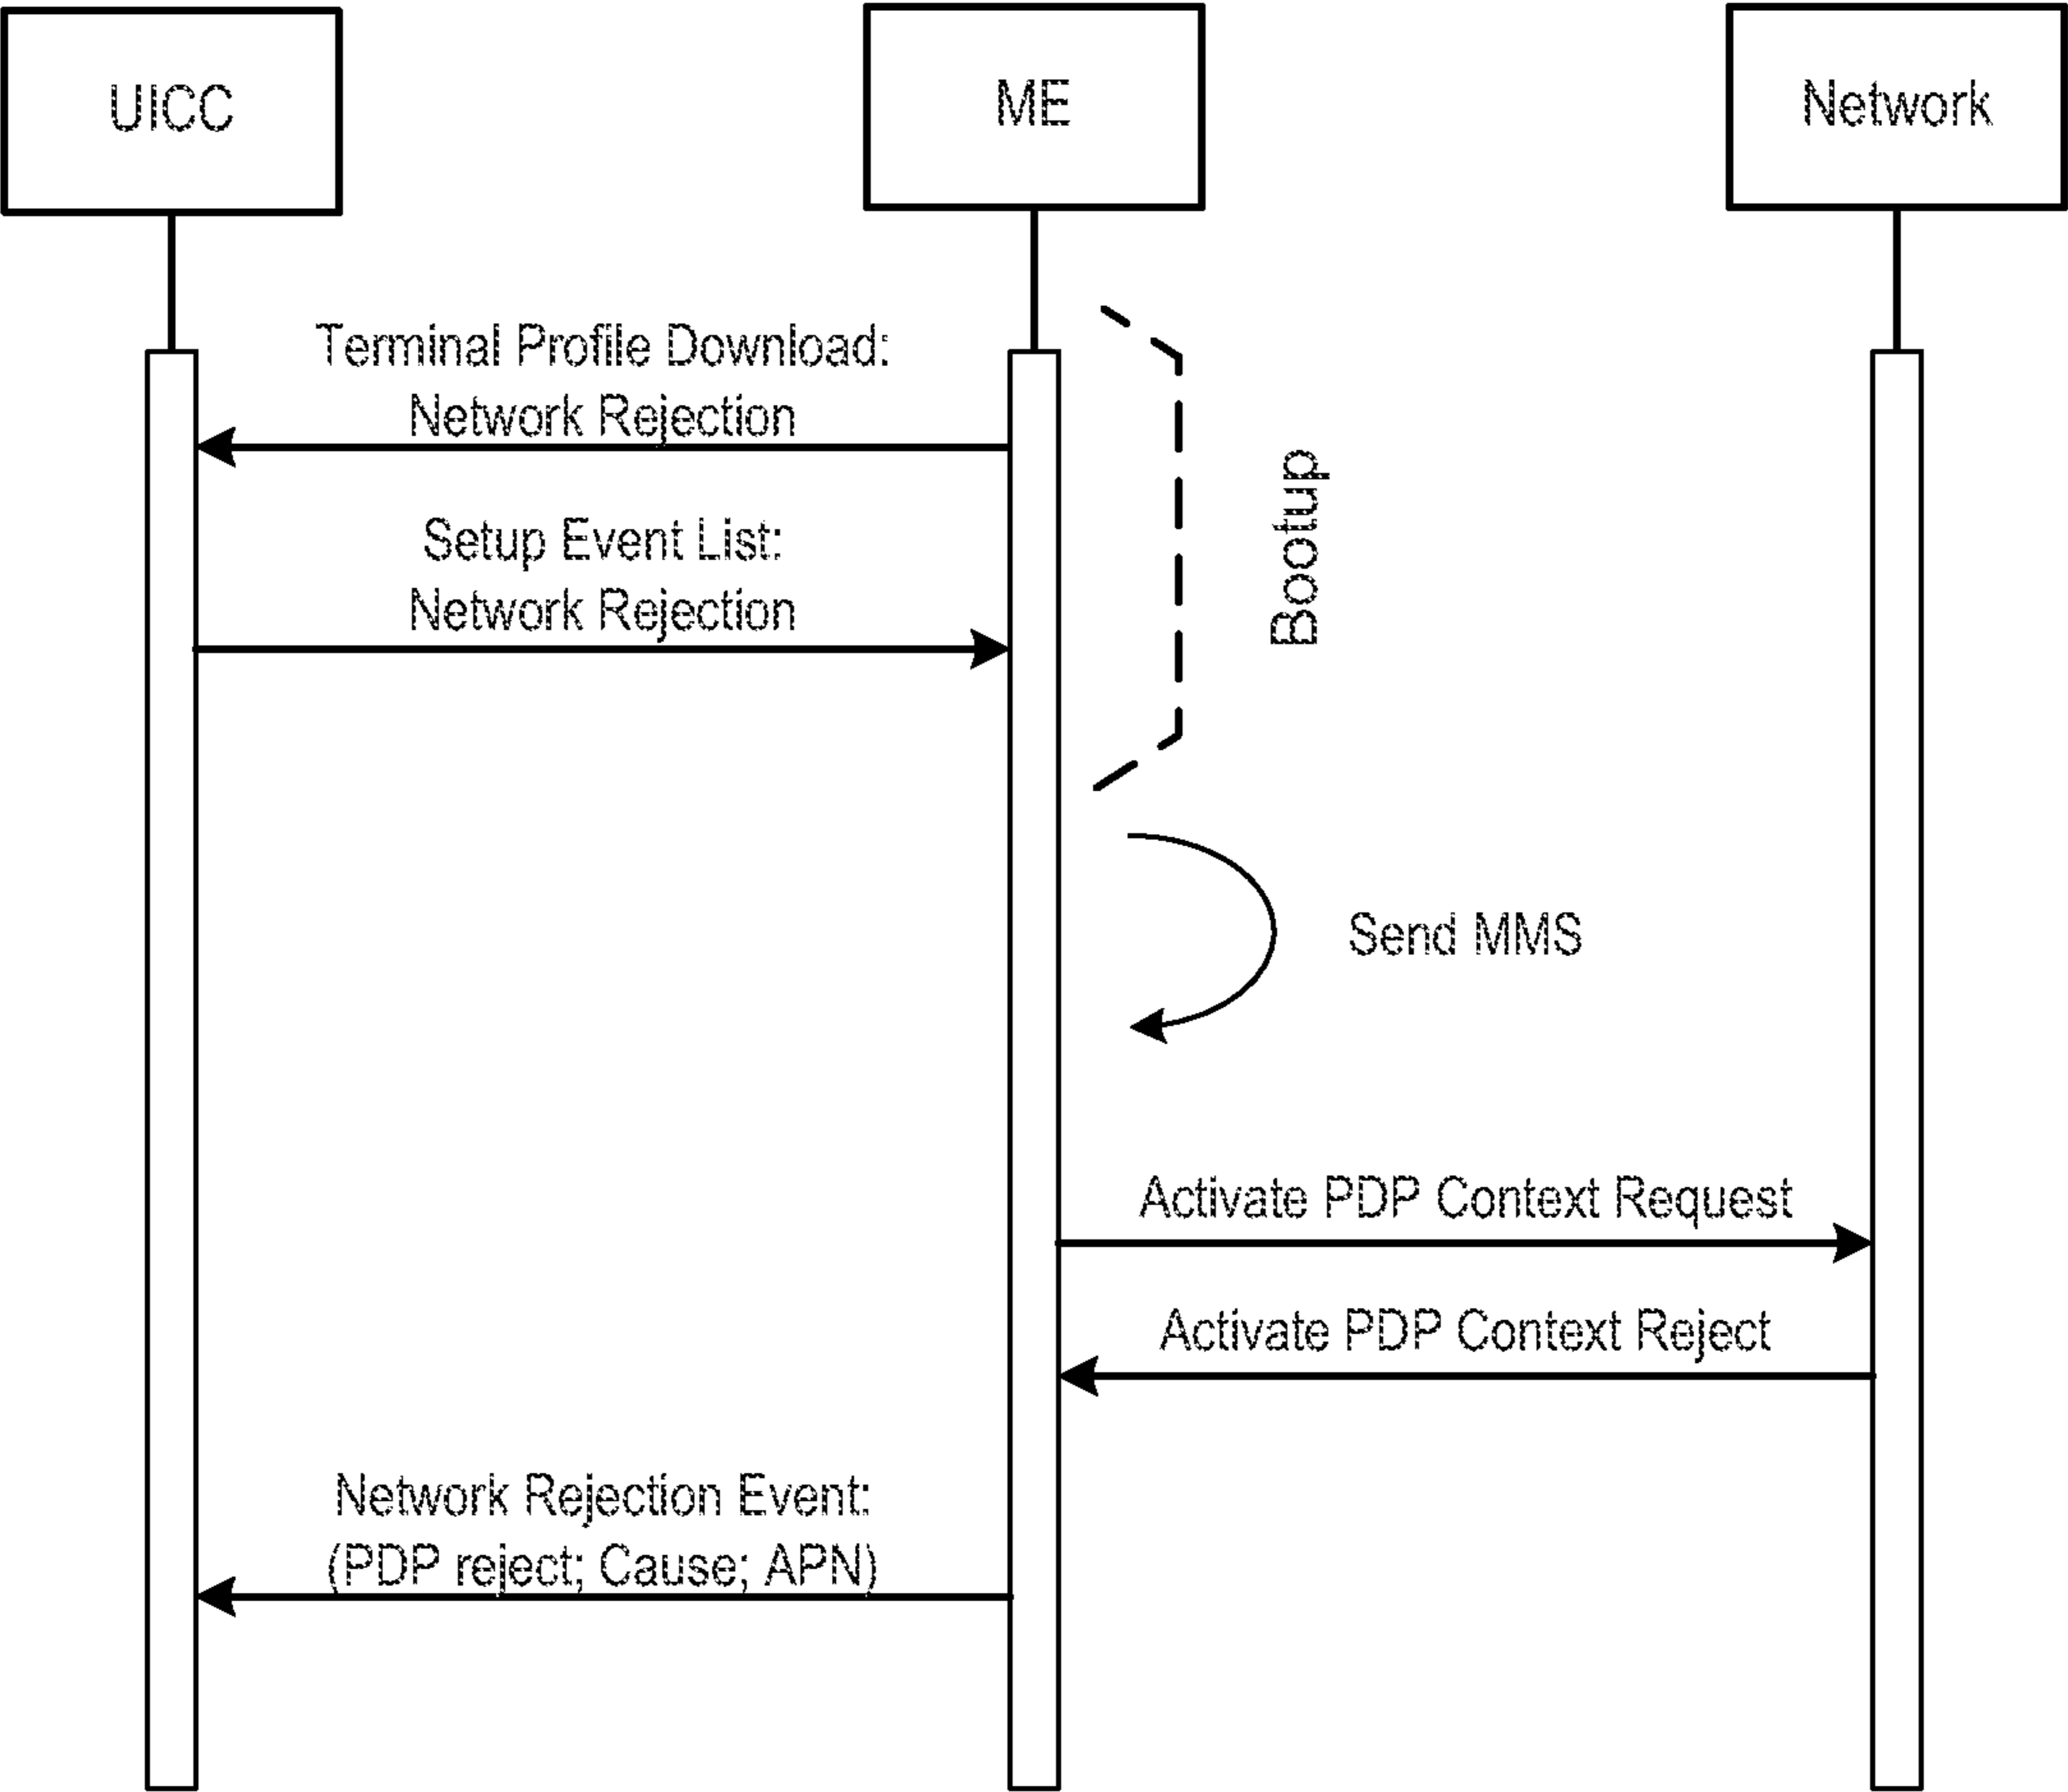 UICC
ME
Network
Terminal Profile Download:
Network Rejection
Setup Event List:
Network Rejection
Bootup
Send MMS
Activate PDP Context Request
Activate PDP Context Reject
Network Rejection Event:
(PDP reject; Cause; APN)